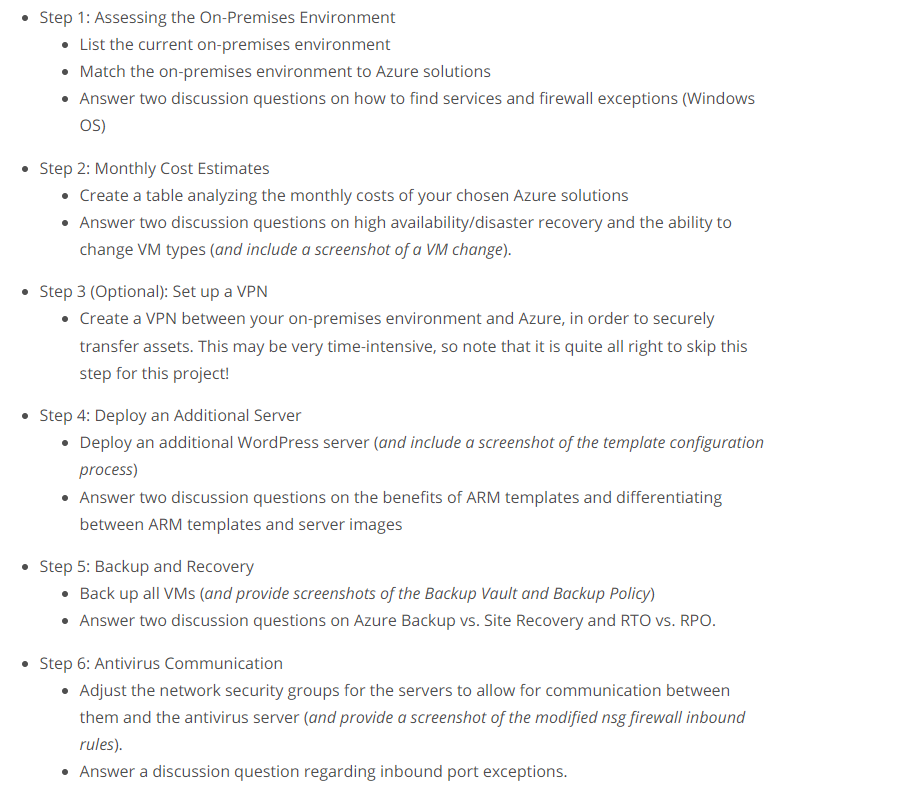 Step 1: Assessing the On-Premises Environment
List the current on-premises environment
Match the on-premises environment to Azure solutions
Answer two discussion questions on how to find services and firewall exceptions (Windows
OS)
Step 2: Monthly Cost Estimates
Create a table analyzing the monthly costs of your chosen Azure solutions
Answer two discussion questions on high availability/disaster recovery and the ability to
change VM types (and include a screenshot of a VM change).
Step 3 (Optional): Set up a VPN
Create a VPN between your on-premises environment and Azure, in order to securely
transfer assets. This may be very time-intensive, so note that it is quite all right to skip this
step for this project!
Step 4: Deploy an Additional Server
Deploy an additional WordPress server (and include a screenshot of the template configuration
process)
Answer two discussion questions on the benefits of ARM templates and differentiating
between ARM templates and server images
Step 5: Backup and Recovery
Back up all VMs (and provide screenshots of the Backup Vault and Backup Policy)
Answer two discussion questions on Azure Backup vs. Site Recovery and RTO vs. RPO.
Step 6: Antivirus Communication
Adjust the network security groups for the servers to allow for communication between
them and the antivirus server (and provide a screenshot of the modified nsg firewall inbound
rules).
Answer a discussion question regarding inbound port exceptions.